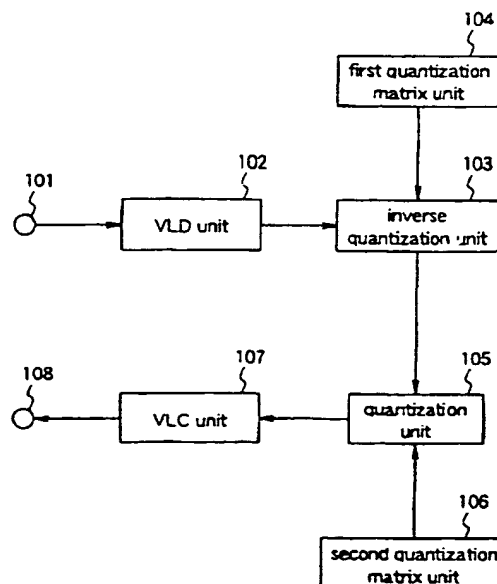 104
first quantization
matrix unit
101
102
103
VLD unit
inverse
quantization unit
108
107
105
VLC unit
quantization
unit
106
second quantization
matrix unit